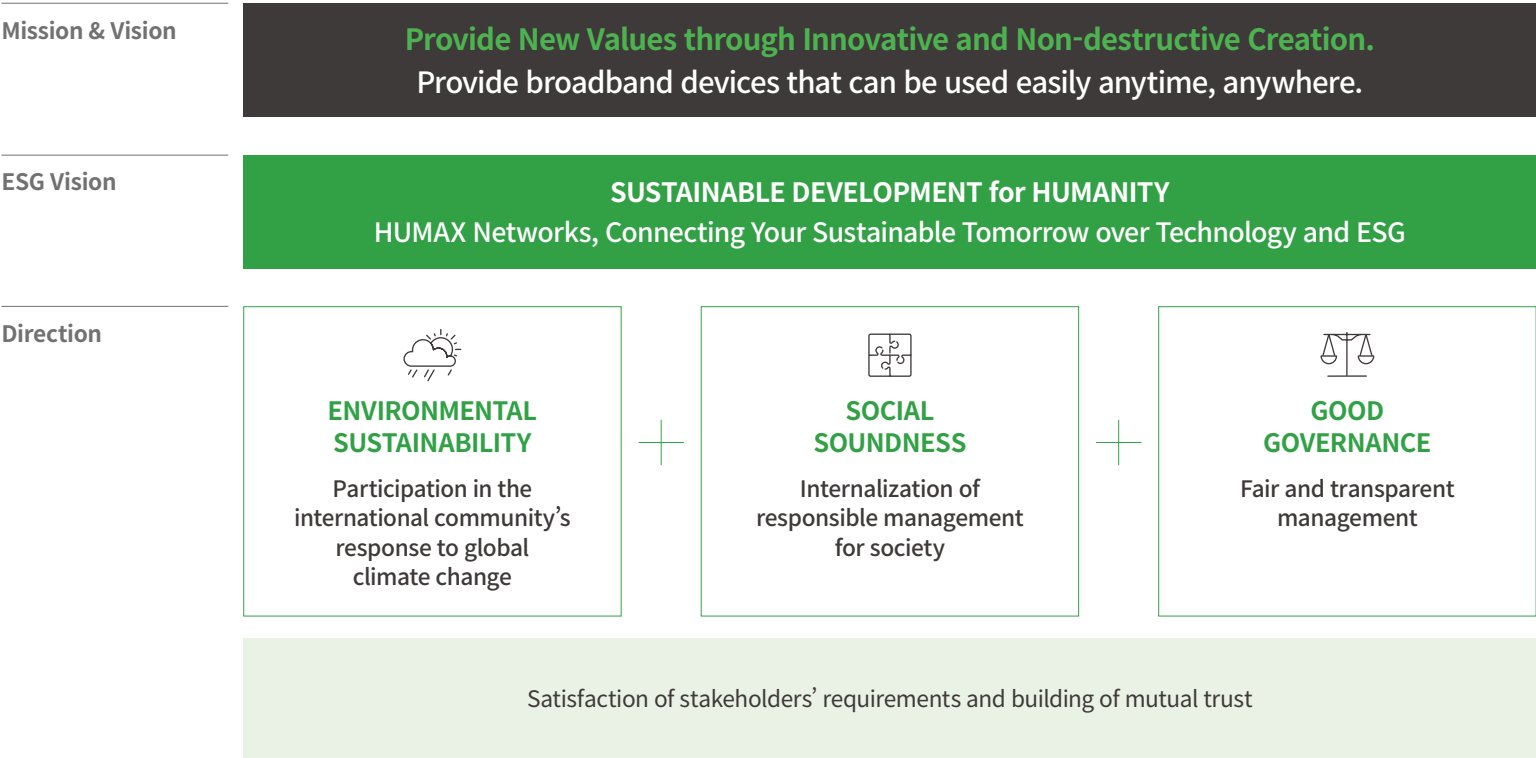 Mission & Vision
Provide New Values through Innovative and Non-destructive Creation.
Provide broadband devices that can be used easily anytime, anywhere.
ESG Vision
SUSTAINABLE DEVELOPMENT for HUMANITY
HUMAX Networks, Connecting Your Sustainable Tomorrow over Technology and ESG
Direction
ENVIRONMENTAL
SUSTAINABILITY
Participation in the
international community’s
response to global
climate change
SOCIAL
SOUNDNESS
Internalization of
responsible management
for society
GOOD
GOVERNANCE
Fair and transparent
management
Satisfaction of stakeholders’ requirements and building of mutual trust